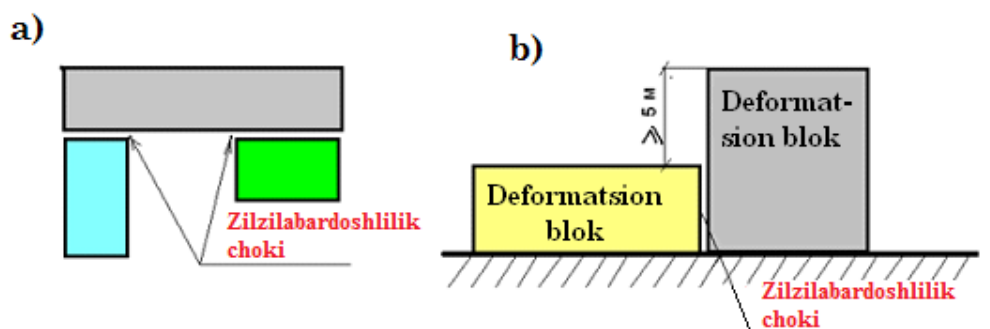 a)
Zilzilabardoshlilik
choki
b)
⩾ 5 м
Deformat-
sion blok
Deformatsion
blok
Zilzilabardoshlilik
choki